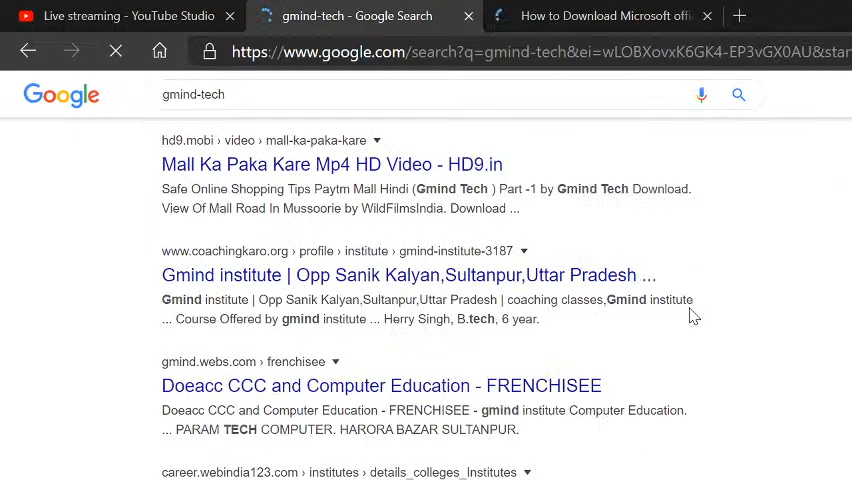 Live streaming - YouTube Studio
gmind-tech - Google Search
How to Download Microsoft offi
https://www.google.com/search?q=gmind-tech&ei=wLOBXovxK6GK4-EP3vGX0AU&star
Google
gmind-tech
hd9.mobi › video › mall-ka-paka-kare
Mall Ka Paka Kare Mp4 HD Video - HD9.in
Safe Online Shopping Tips Paytm Mall Hindi (Gmind Tech ) Part -1 by Gmind Tech Download.
View Of Mall Road In Mussoorie by WildFilmsIndia. Download ...
www.coachingkaro.org › profile › institute › gmind-institute-3187
Gmind institute | Opp Sanik Kalyan,Sultanpur,Uttar Pradesh ...
Gmind institute | Opp Sanik Kalyan,Sultanpur,Uttar Pradesh | coaching classes,Gmind institute
... Course Offered by gmind institute ... Herry Singh, B.tech, 6 year.
gmind.webs.com › frenchisee
Doeacc CCC and Computer Education - FRENCHISEE
Doeacc CCC and Computer Education - FRENCHISEE - gmind institute Computer Education.
... PARAM TECH COMPUTER. HARORA BAZAR SULTANPUR.
career.webindia123.com › institutes › details_colleges_Institutes